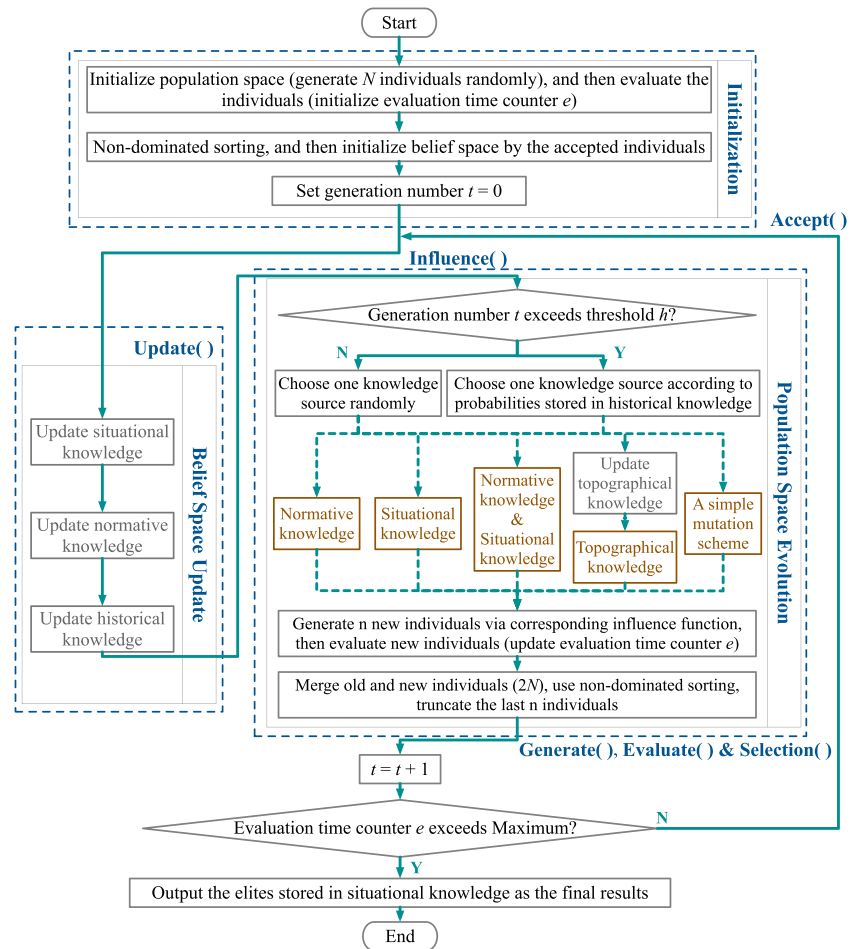 Start
Initialize population space (generate N individuals randomly), and then evaluate the
individuals (initialize evaluation time counter e)
Non-dominated sorting, and then initialize belief space by the accepted individuals
Set generation number t = 0
Initialization
Accept( )
Influence( )
Update( )
Update situational
knowledge
Update normative
knowledge
Update historical
knowledge
Belief Space Update
Generation number t exceeds threshold h?
N
Y
Choose one knowledge
source randomly
Choose one knowledge source according to
probabilities stored in historical knowledge
Normative
knowledge
Situational
knowledge
Normative
knowledge
&
Situational
knowledge
Update
topographical
knowledge
Topographical
knowledge
A simple
mutation
scheme
Generate n new individuals via corresponding influence function,
then evaluate new individuals (update evaluation time counter e)
Merge old and new individuals (2N), use non-dominated sorting,
truncate the last n individuals
Population Space Evolution
Generate( ), Evaluate( ) & Selection( )
t = t + 1
Evaluation time counter e exceeds Maximum?
N
Y
Output the elites stored in situational knowledge as the final results
End